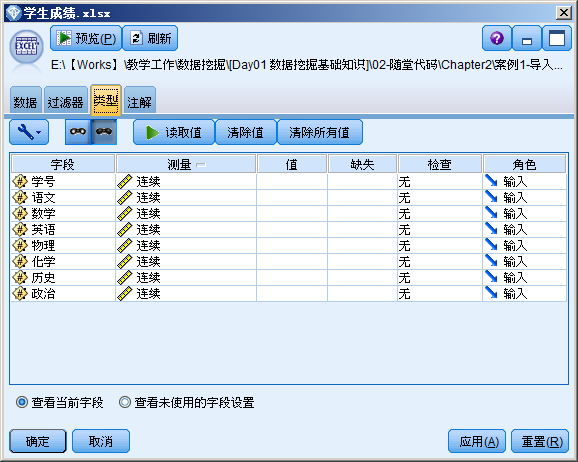 学生成绩.xlsx
EXCEL
预览(P) 刷新
?
E:\【Works】\教学工作\数据挖掘\[Day01 数据挖掘基础知识]\02-随堂代码\Chapter2\案例1-导入...
数据 过滤器 类型 注解
读取值 清除值 清除所有值
字段 测量 值 缺失 检查 角色
# 学号 连续 无 输入
# 语文 连续 无 输入
# 数学 连续 无 输入
# 英语 连续 无 输入
# 物理 连续 无 输入
# 化学 连续 无 输入
# 历史 连续 无 输入
# 政治 连续 无 输入
查看当前字段 查看未使用的字段设置
确定 取消 应用(A) 重置(R)